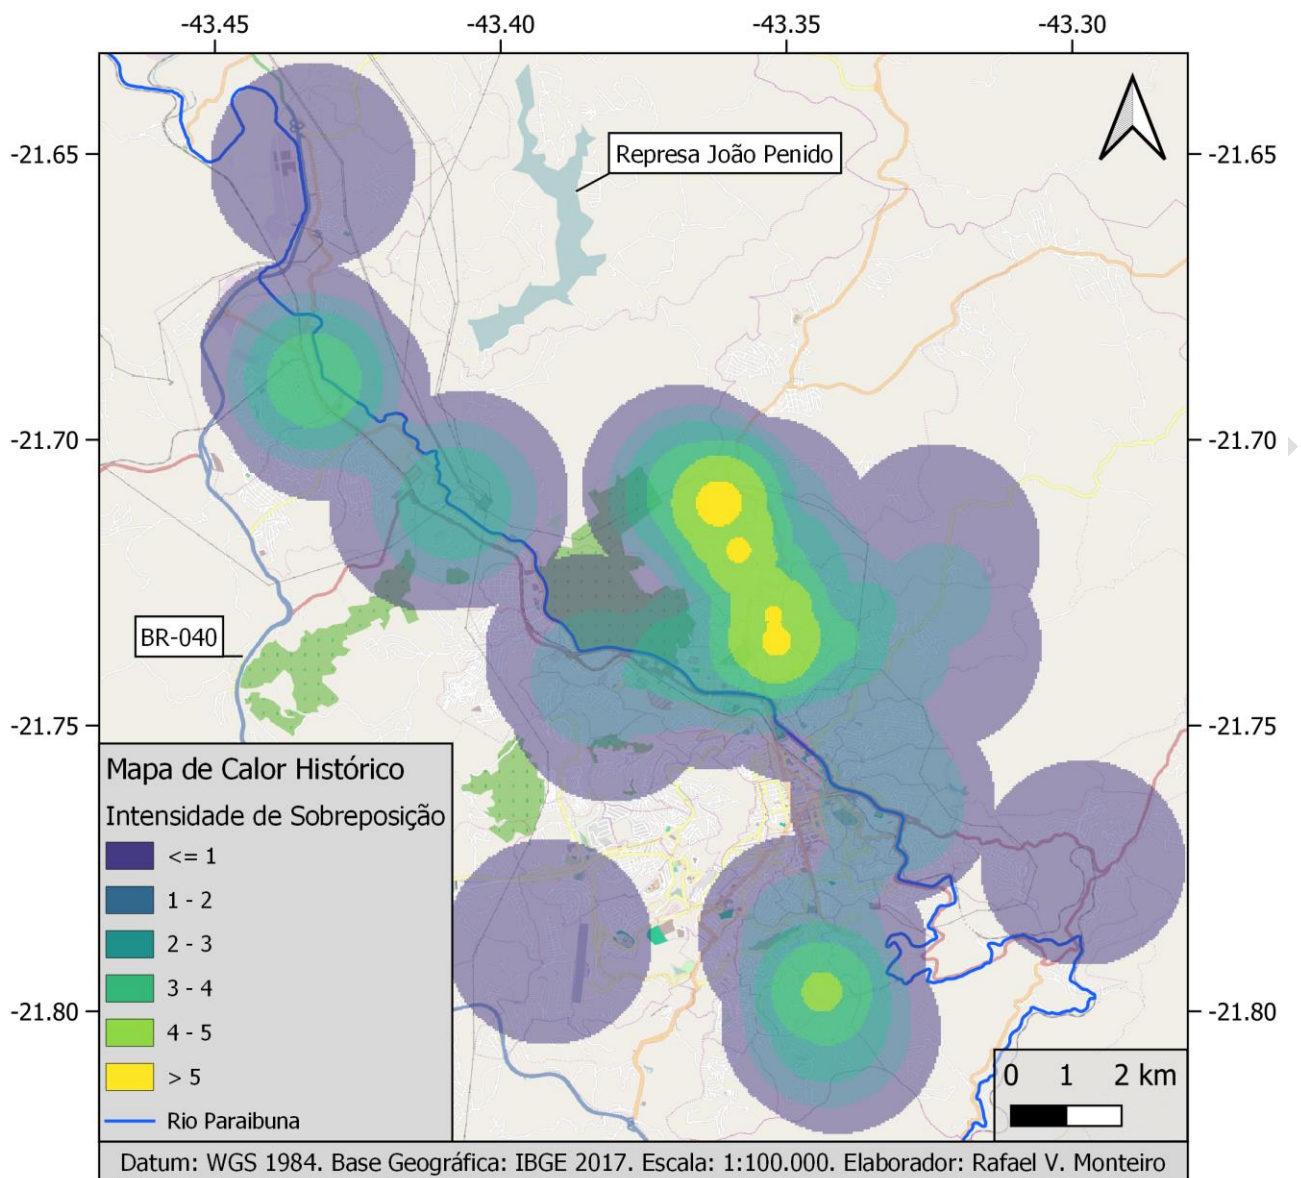 -43.45 -43.40 -43.35 -43.30
-21.65 -21.65
Represa João Penido
-21.70 -21.70
BR-040
-21.75 -21.75
Mapa de Calor Histórico
Intensidade de Sobreposição
<= 1
1 - 2
2 - 3
3 - 4
4 - 5
> 5
Rio Paraibuna
-21.80 -21.80
0 1 2 km
Datum: WGS 1984. Base Geográfica: IBGE 2017. Escala: 1:100.000. Elaborador: Rafael V. Monteiro